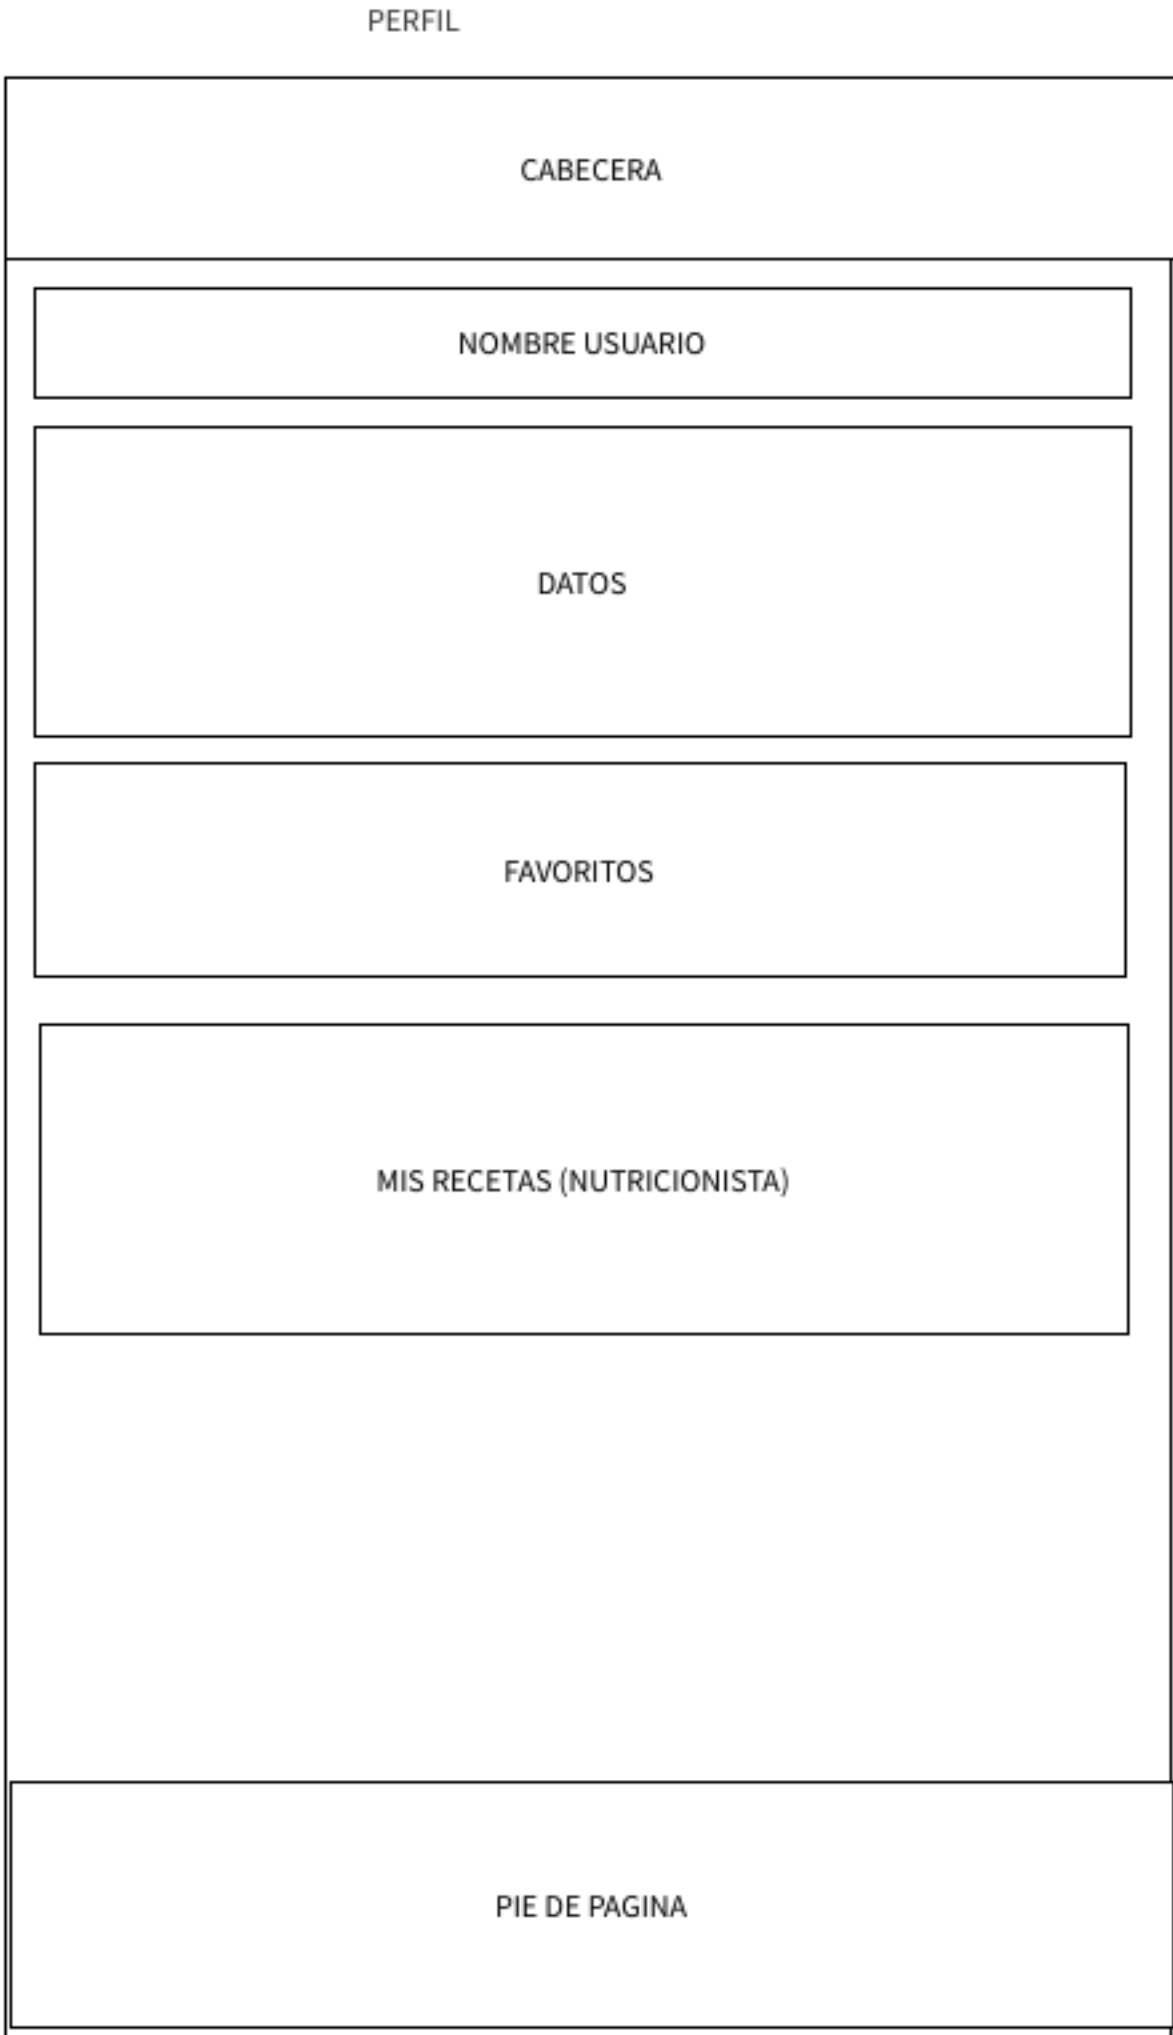 PERFIL
CABECERA
NOMBRE USUARIO
DATOS
FAVORITOS
MIS RECETAS (NUTRICIONISTA)
PIE DE PAGINA